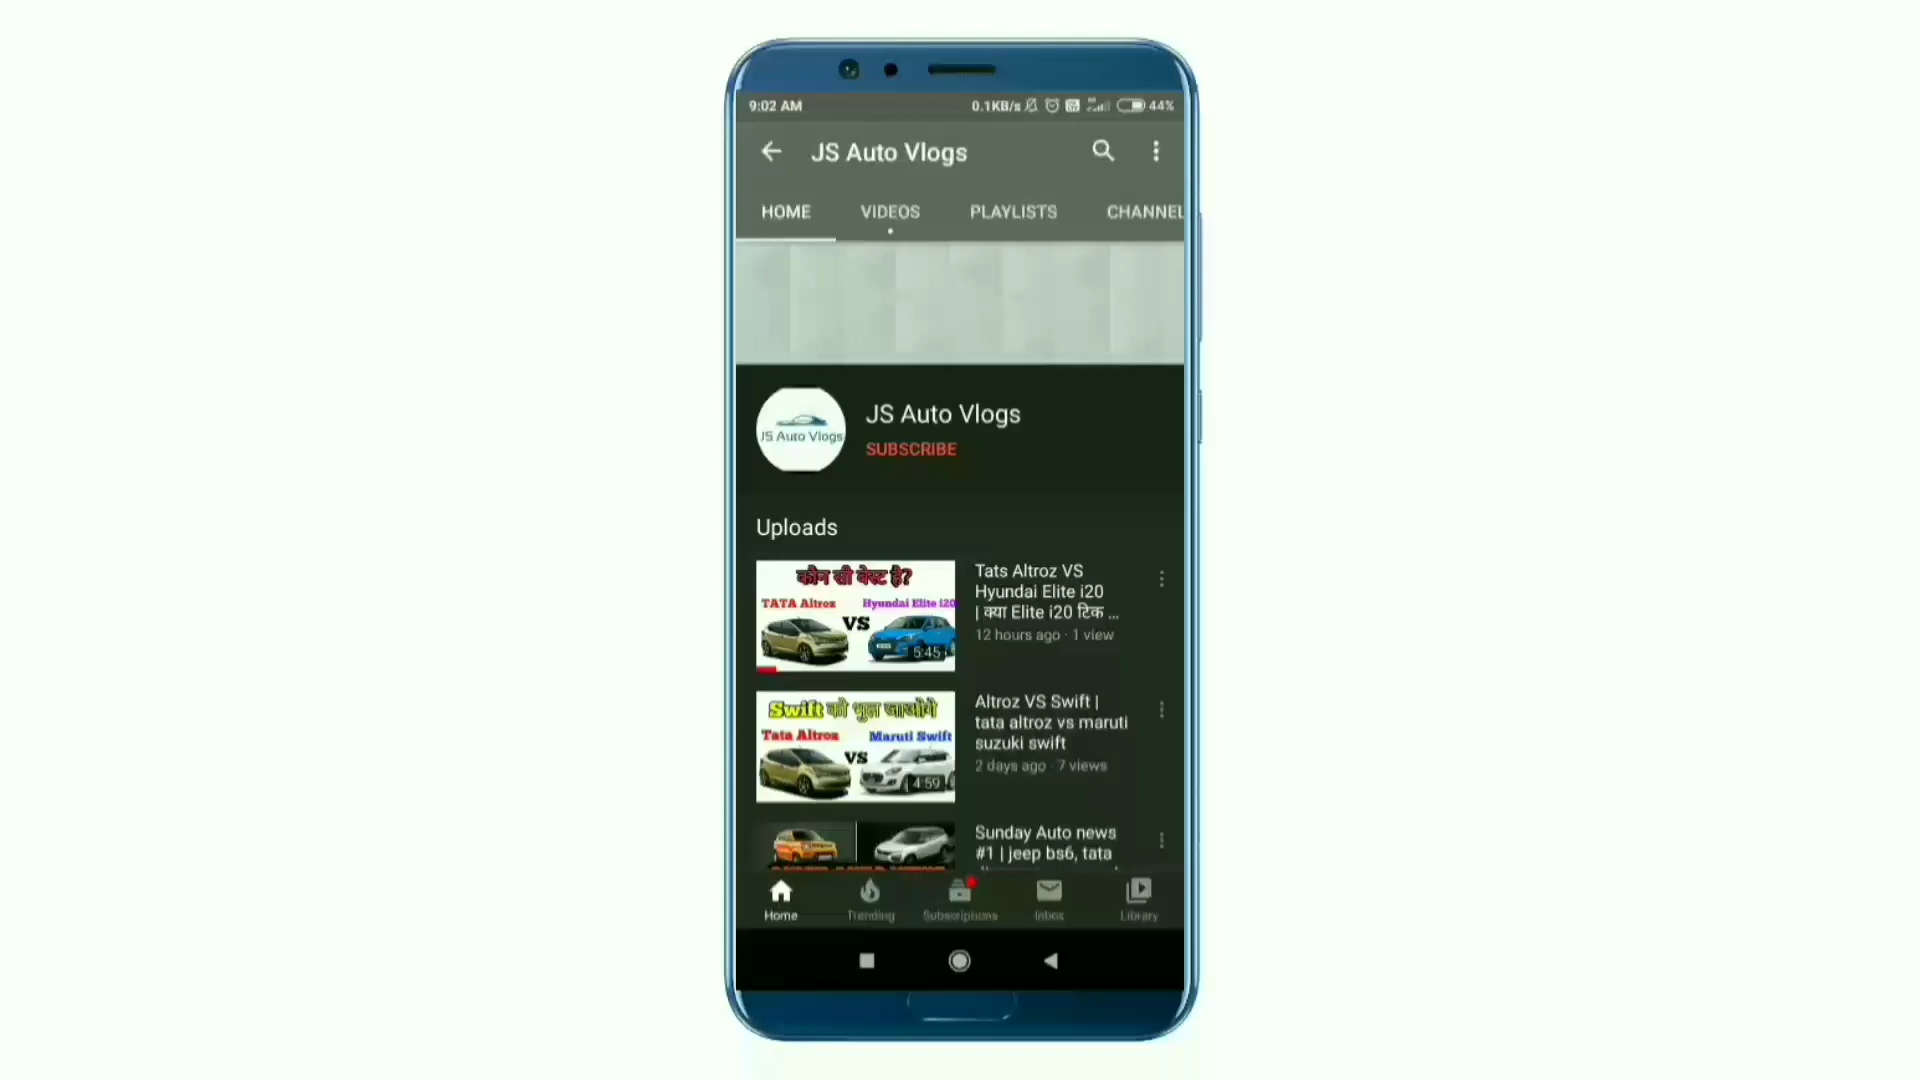 9:02 AM 0.1KB/s 44%
JS Auto Vlogs
HOME VIDEOS PLAYLISTS CHANNEL
JS Auto Vlogs
JS Auto Vlogs
SUBSCRIBE
Uploads
कौन सी बेस्ट है?
TATA Altroz Hyundai Elite i20
VS
5:45
Tats Altroz VS
Hyundai Elite i20
| क्या Elite i20 टिक ...
12 hours ago · 1 view
Swift को भुल जाओगे
Tata Altroz Maruti Swift
VS
4:59
Altroz VS Swift |
tata altroz vs maruti
suzuki swift
2 days ago · 7 views
Sunday Auto news
#1 | jeep bs6, tata
Home Trending Subscriptions Inbox Library